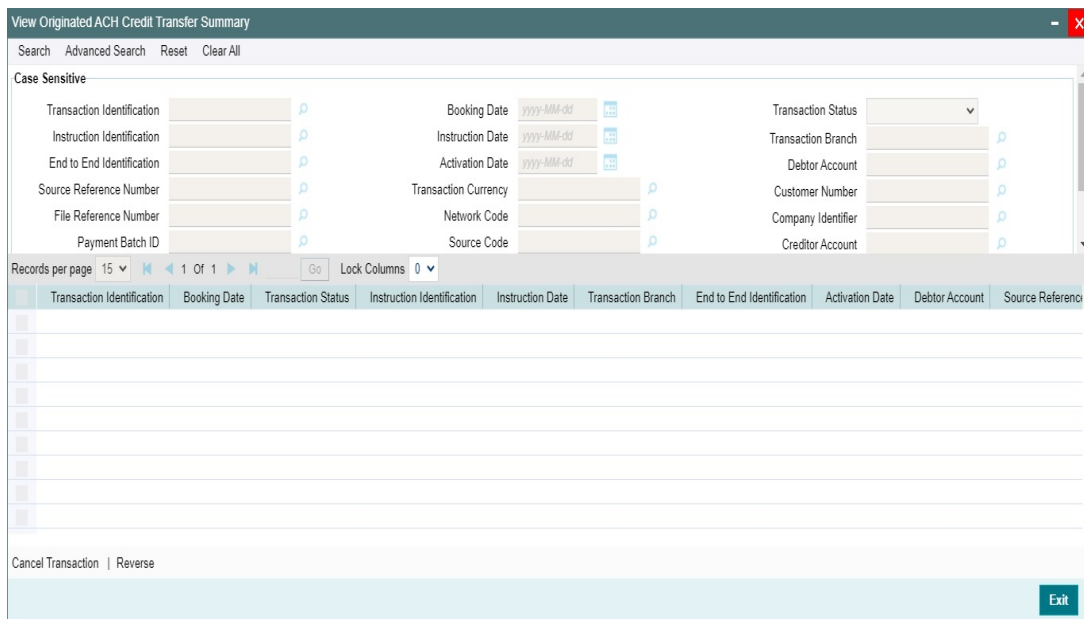 View Originated ACH Credit Transfer Summary - X
Search Advanced Search Reset Clear All
Case Sensitive
Transaction Identification Booking Date yyyy-MM-dd Transaction Status
Instruction Identification Instruction Date yyyy-MM-dd Transaction Branch
End to End Identification Activation Date yyyy-MM-dd Debtor Account
Source Reference Number Transaction Currency Customer Number
File Reference Number Network Code Company Identifier
Payment Batch ID Source Code Creditor Account
Records per page 15 1 Of 1 Go Lock Columns 0
Transaction Identification Booking Date Transaction Status Instruction Identification Instruction Date Transaction Branch End to End Identification Activation Date Debtor Account Source Reference
Cancel Transaction | Reverse
Exit